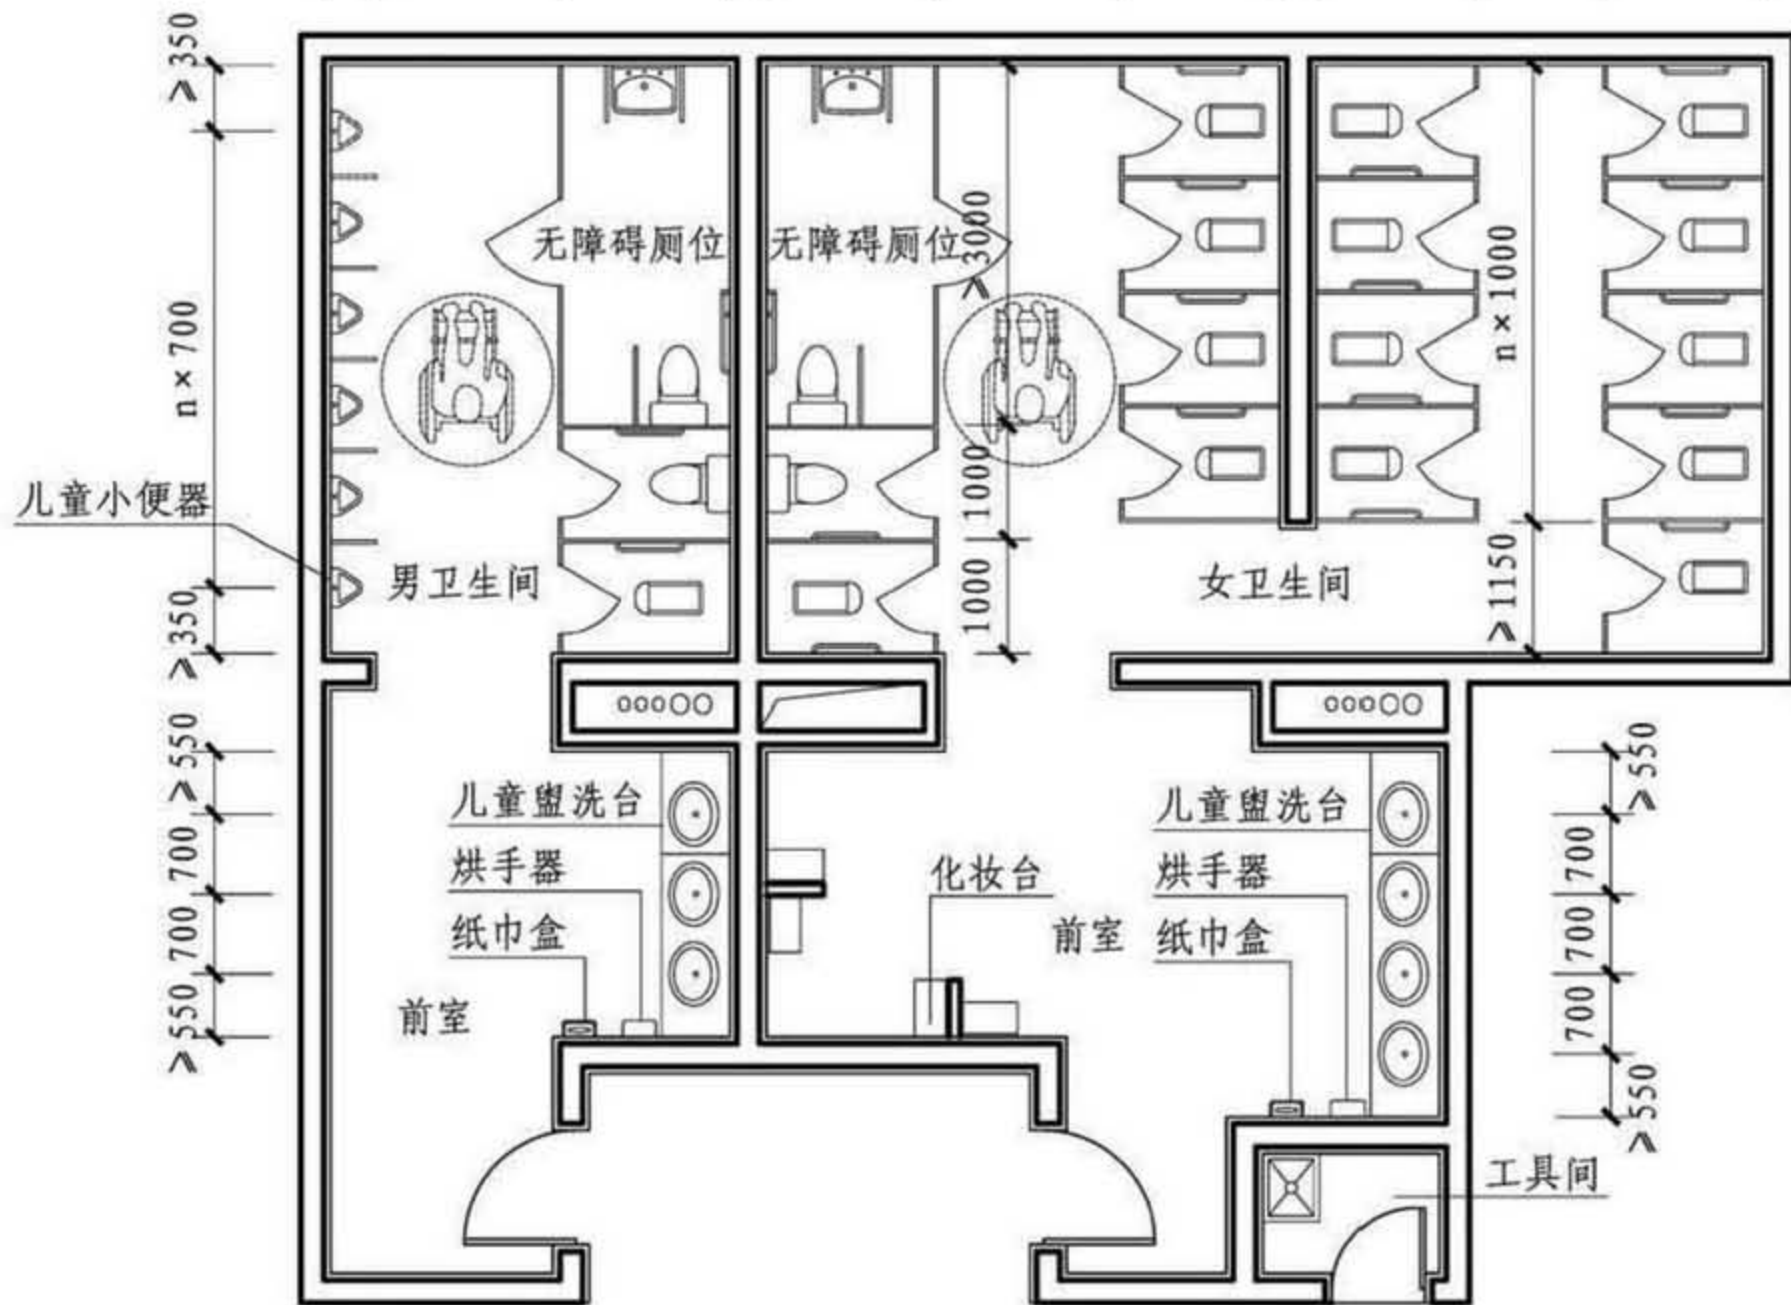 ≥350
n×700
≥350
≥550
700
700
≥550
儿童小便器
无障碍厕位
无障碍厕位
≥3000
1000
1000
n×1000
≥1150
男卫生间
女卫生间
儿童盥洗台
烘手器
纸巾盒
前室
化妆台
前室
儿童盥洗台
烘手器
纸巾盒
≥550
700
700
700
≥550
工具间